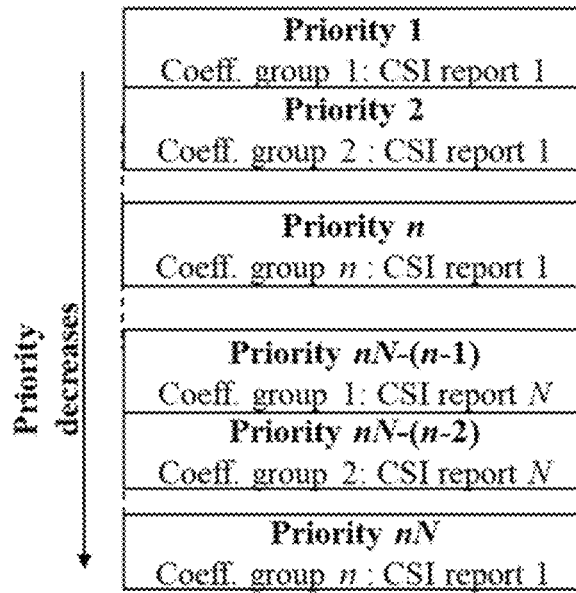 Priority 1
Coeff. group 1: CSI report 1
Priority 2
Coeff. group 2 : CSI report 1
Priority n
Coeff. group n : CSI report 1
Priority nN-(n-1)
Coeff. group 1: CSI report N
Priority nN-(n-2)
Coeff. group 2: CSI report N
Priority nN
Coeff. group n : CSI report 1
Priority
decreases